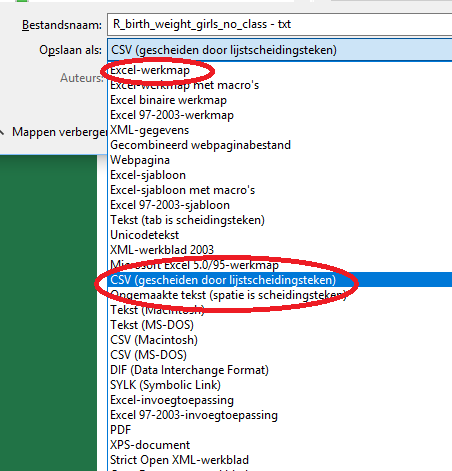 Bestandsnaam: R_birth_weight_girls_no_class - txt
Opslaan als: CSV (gescheiden door lijstscheidingsteken)
Auteurs: Excel-werkmap
Excel-werkmap met macro's
Excel binaire werkmap
Excel 97-2003-werkmap
Mappen verbergen XML-gegevens
Gecombineerd webpaginabestand
Webpagina
Excel-sjabloon
Excel-sjabloon met macro's
Excel 97-2003-sjabloon
Tekst (tab is scheidingsteken)
Unicodetekst
XML-werkblad 2003
Microsoft Excel 5.0/95-werkmap
CSV (gescheiden door lijstscheidingsteken)
Opgemaakte tekst (spatie is scheidingsteken)
Tekst (Macintosh)
Tekst (MS-DOS)
CSV (Macintosh)
CSV (MS-DOS)
DIF (Data Interchange Format)
SYLK (Symbolic Link)
Excel-invoegtoepassing
Excel 97-2003-invoegtoepassing
PDF
XPS-document
Strict Open XML-werkblad